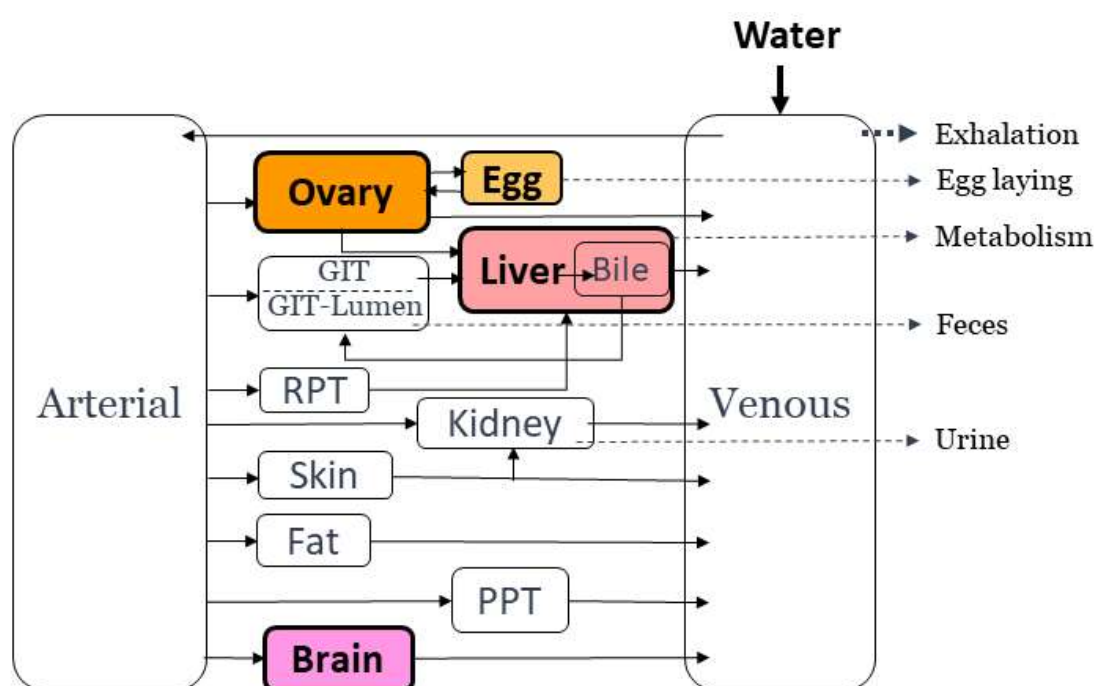 Water
Exhalation
Ovary
Egg
Egg laying
Metabolism
GIT
Liver
Bile
GIT-Lumen
Feces
RPT
Arterial
Venous
Kidney
Urine
Skin
Fat
PPT
Brain